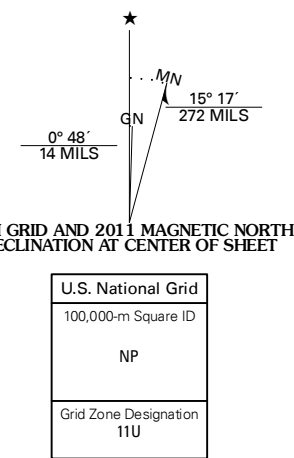 ★
MN
15° 17´
272 MILS
GN
0° 48´
14 MILS
GRID AND 2011 MAGNETIC NORTH
DECLINATION AT CENTER OF SHEET
U.S. National Grid
100,000-m Square ID
NP
Grid Zone Designation
11U